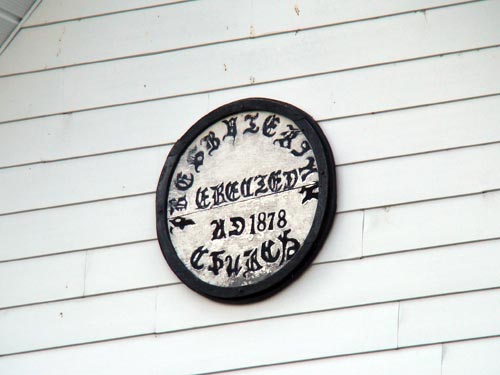 PRESBYTERIAN
ERECTED
AD 1878
CHURCH